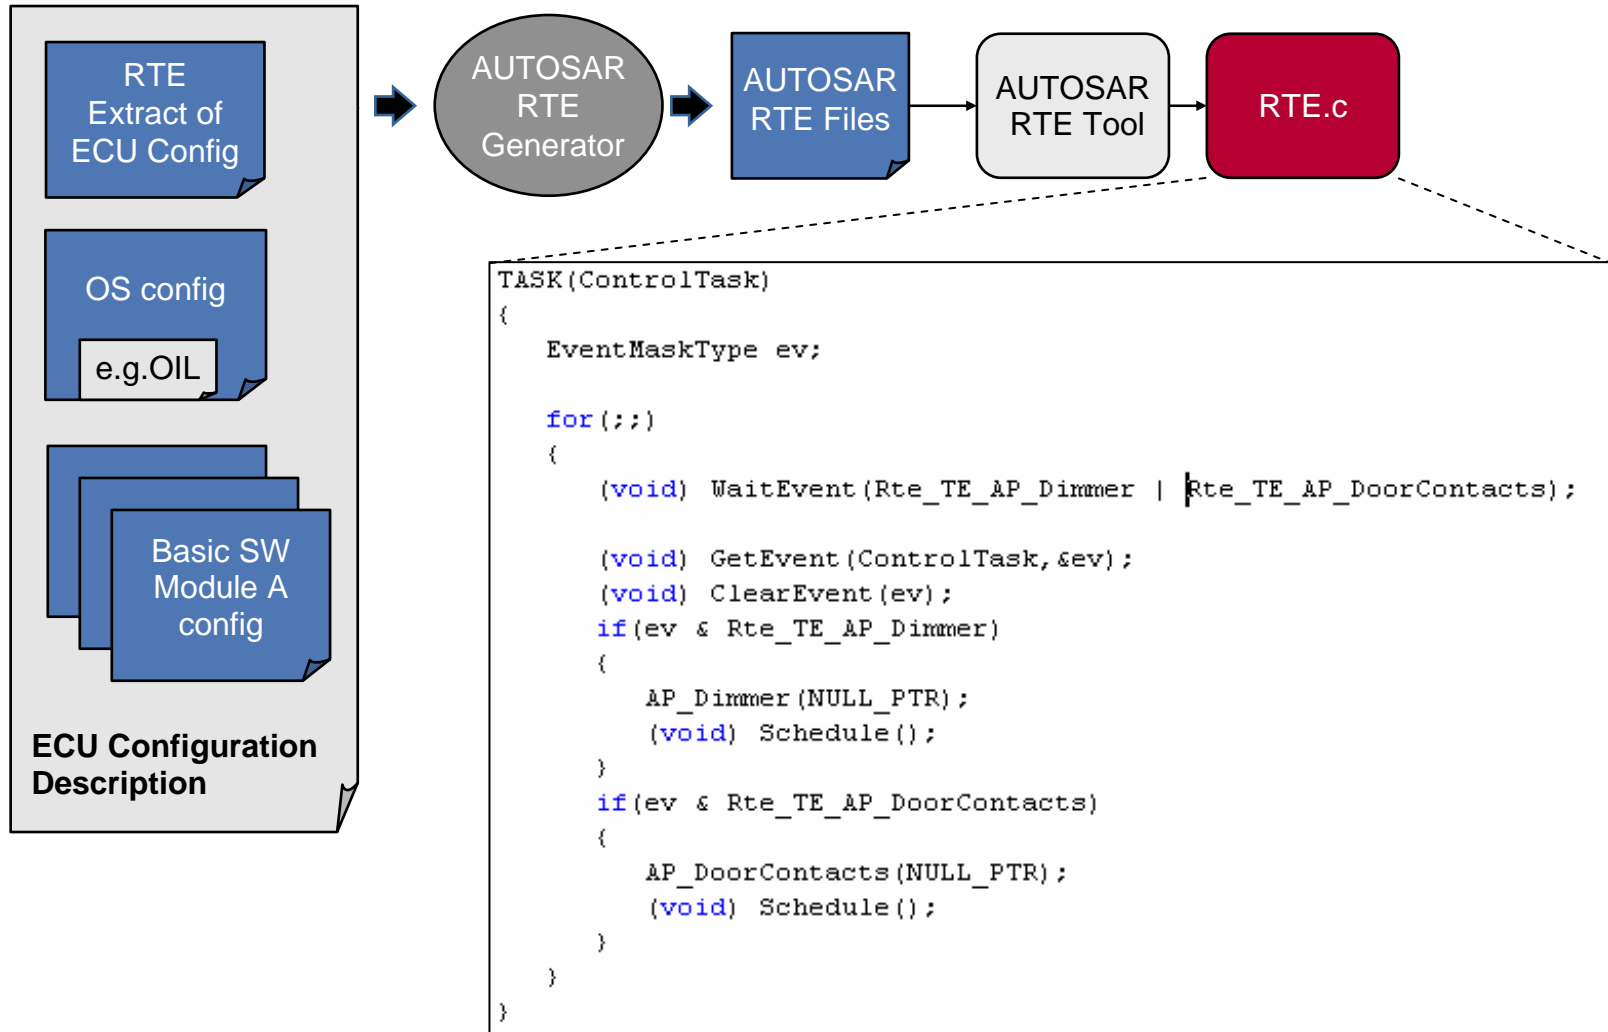 RTE
Extract of
ECU Config
OS config
e.g.OIL
Basic SW
Module A
config
ECU Configuration
Description
AUTOSAR
RTE
Generator
AUTOSAR
RTE Files
AUTOSAR
RTE Tool
RTE.c
TASK(ControlTask)
{
EventMaskType ev;
for(;;)
{
(void) WaitEvent(Rte_TE_AP_Dimmer | Rte_TE_AP_DoorContacts);
(void) GetEvent(ControlTask,&ev);
(void) ClearEvent(ev);
if(ev & Rte_TE_AP_Dimmer)
{
AP_Dimmer(NULL_PTR);
(void) Schedule();
}
if(ev & Rte_TE_AP_DoorContacts)
{
AP_DoorContacts(NULL_PTR);
(void) Schedule();
}
}
}